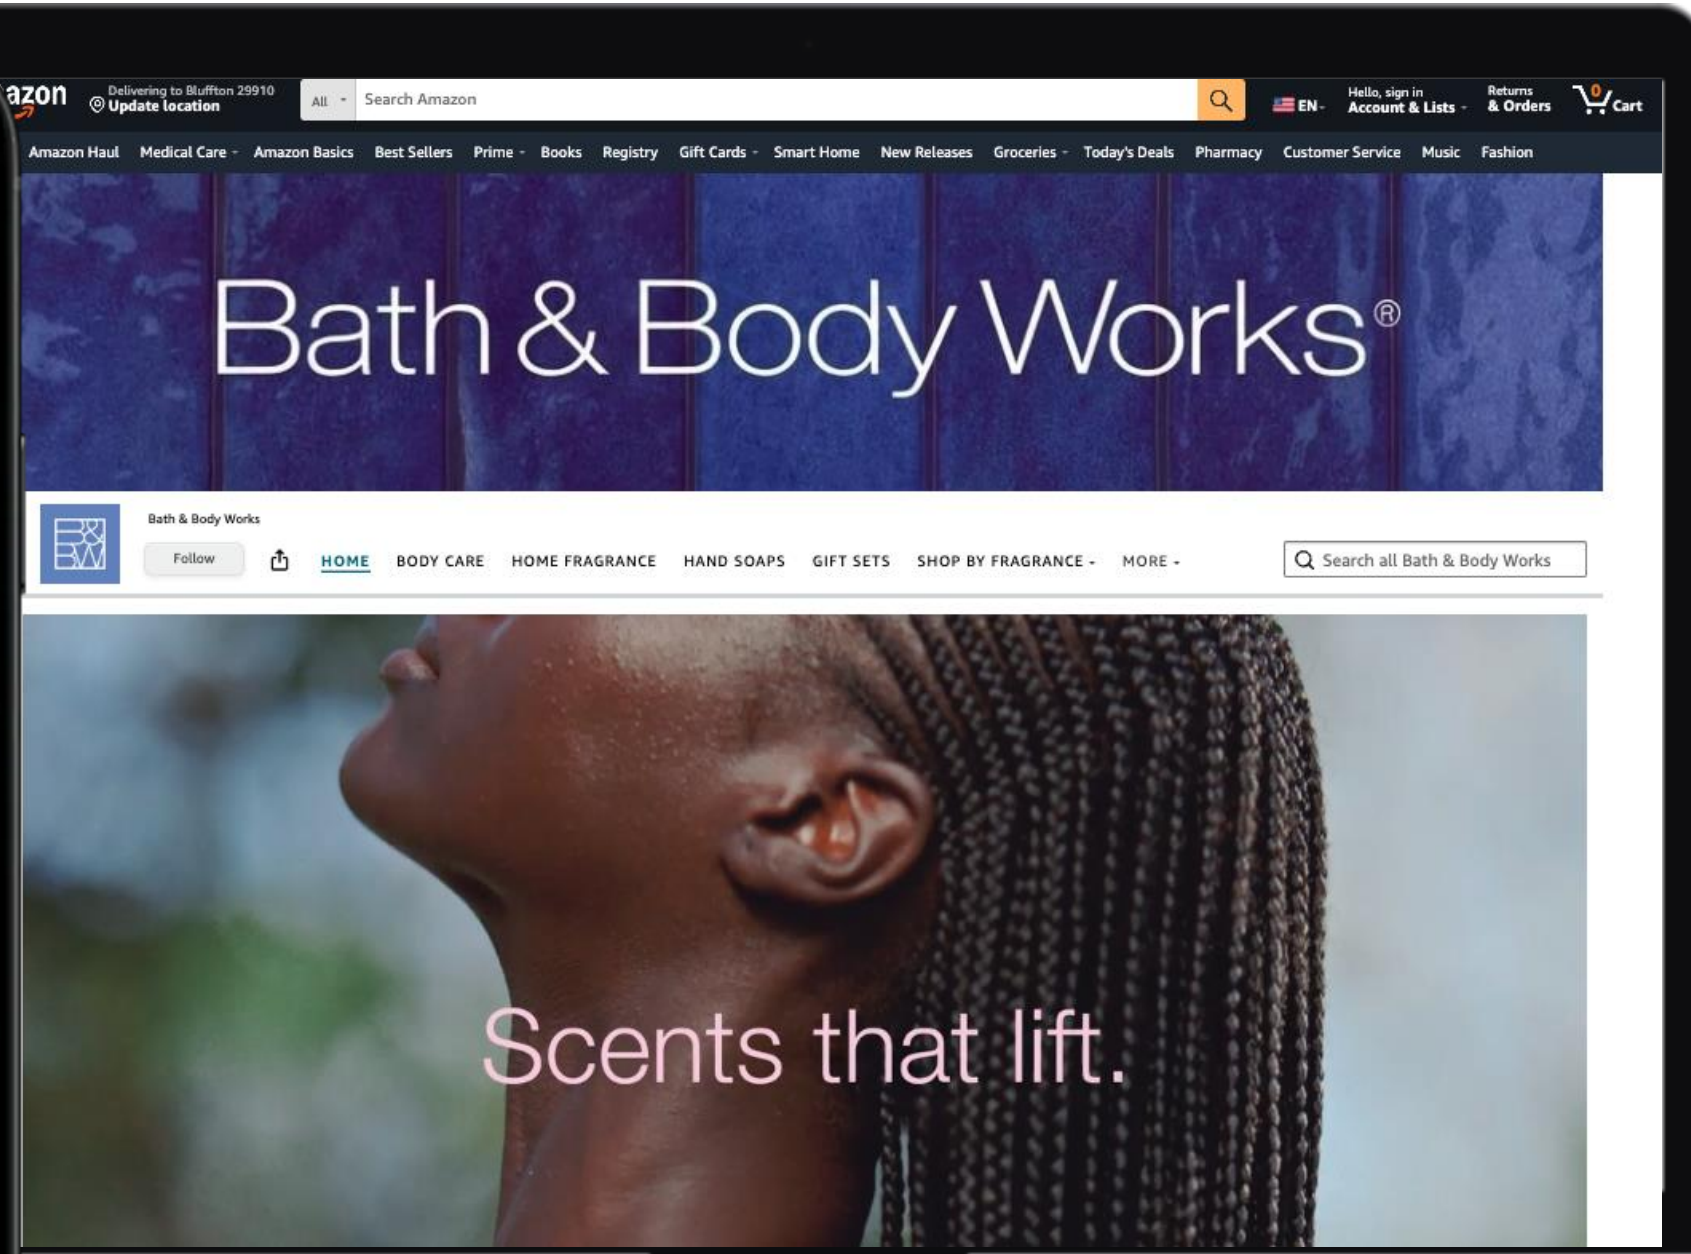 azon
Delivering to Bluffton 29910
Update location
All
Search Amazon
EN
Hello, sign in
Account & Lists
Returns
& Orders
0
Cart
Amazon Haul Medical Care Amazon Basics Best Sellers Prime Books Registry Gift Cards Smart Home New Releases Groceries Today's Deals Pharmacy Customer Service Music Fashion
Bath & Body Works®
B&
BW
Bath & Body Works
Follow HOME BODY CARE HOME FRAGRANCE HAND SOAPS GIFT SETS SHOP BY FRAGRANCE MORE Search all Bath & Body Works
Scents that lift.